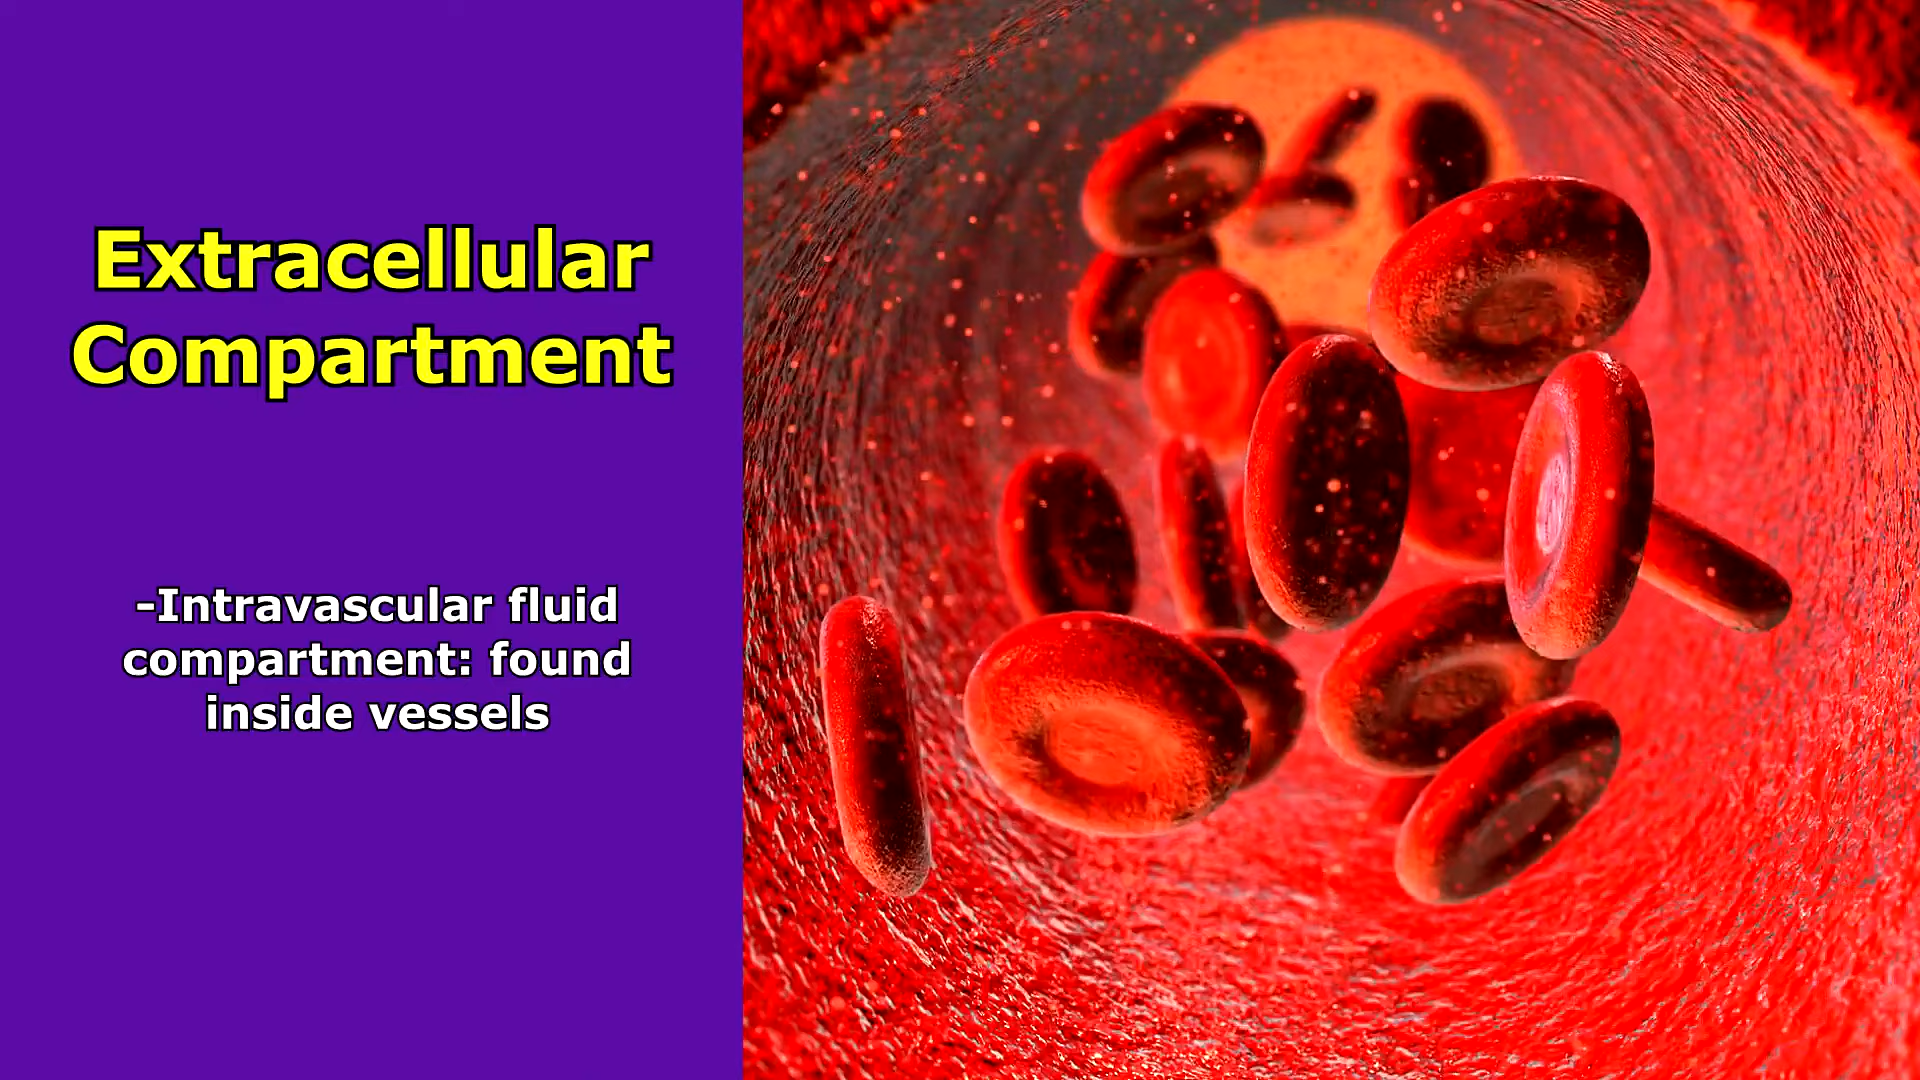 Extracellular
Compartment
-Intravascular fluid
compartment: found
inside vessels